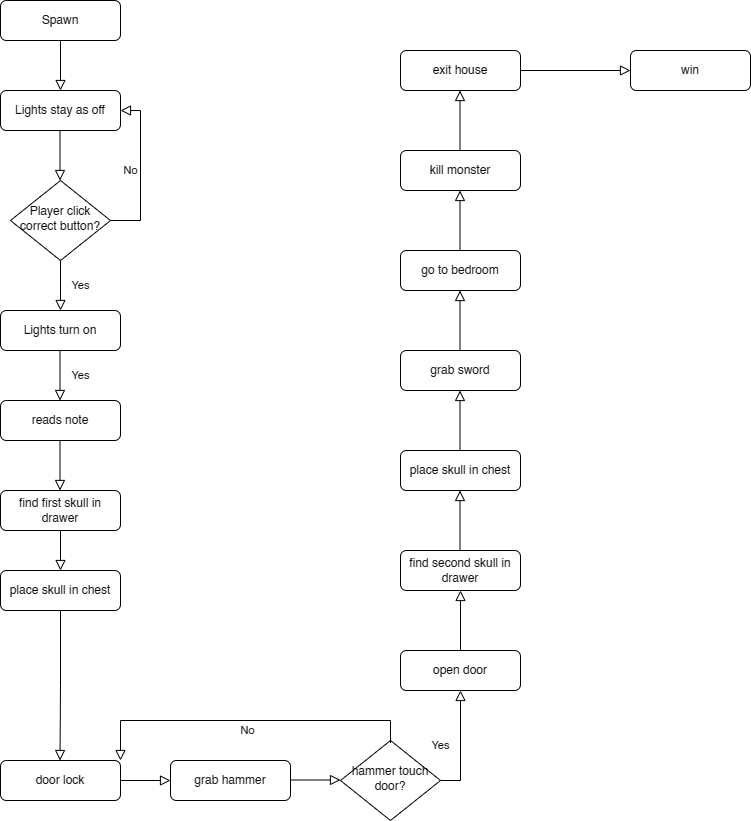 Spawn
Lights stay as off
No
Player click
correct button?
Yes
Lights turn on
Yes
reads note
find first skull in
drawer
place skull in chest
door lock
grab hammer
No
hammer touch
door?
Yes
open door
find second skull in
drawer
place skull in chest
grab sword
go to bedroom
kill monster
exit house
win